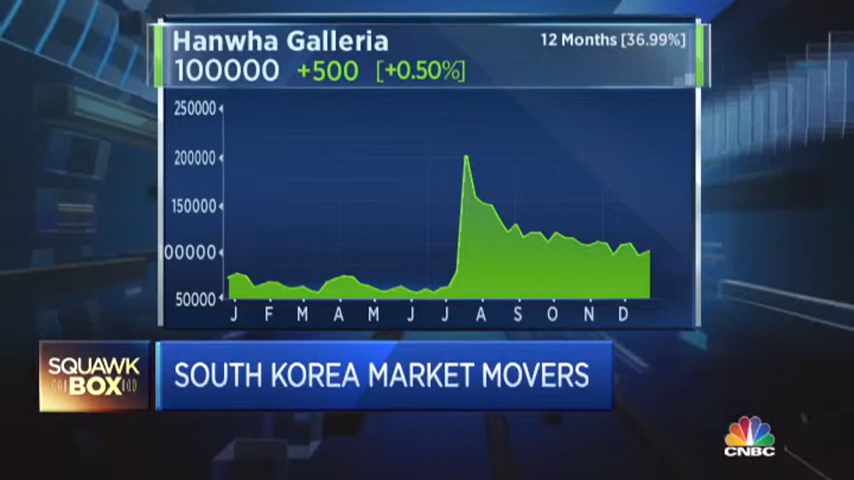 Hanwha Galleria
12 Months [36.99%]
100000 +500 [+0.50%]
250000
200000
150000
00000
50000
J F M A M J J A S O N D
SQUAWK
BOX
SOUTH KOREA MARKET MOVERS
CNBC